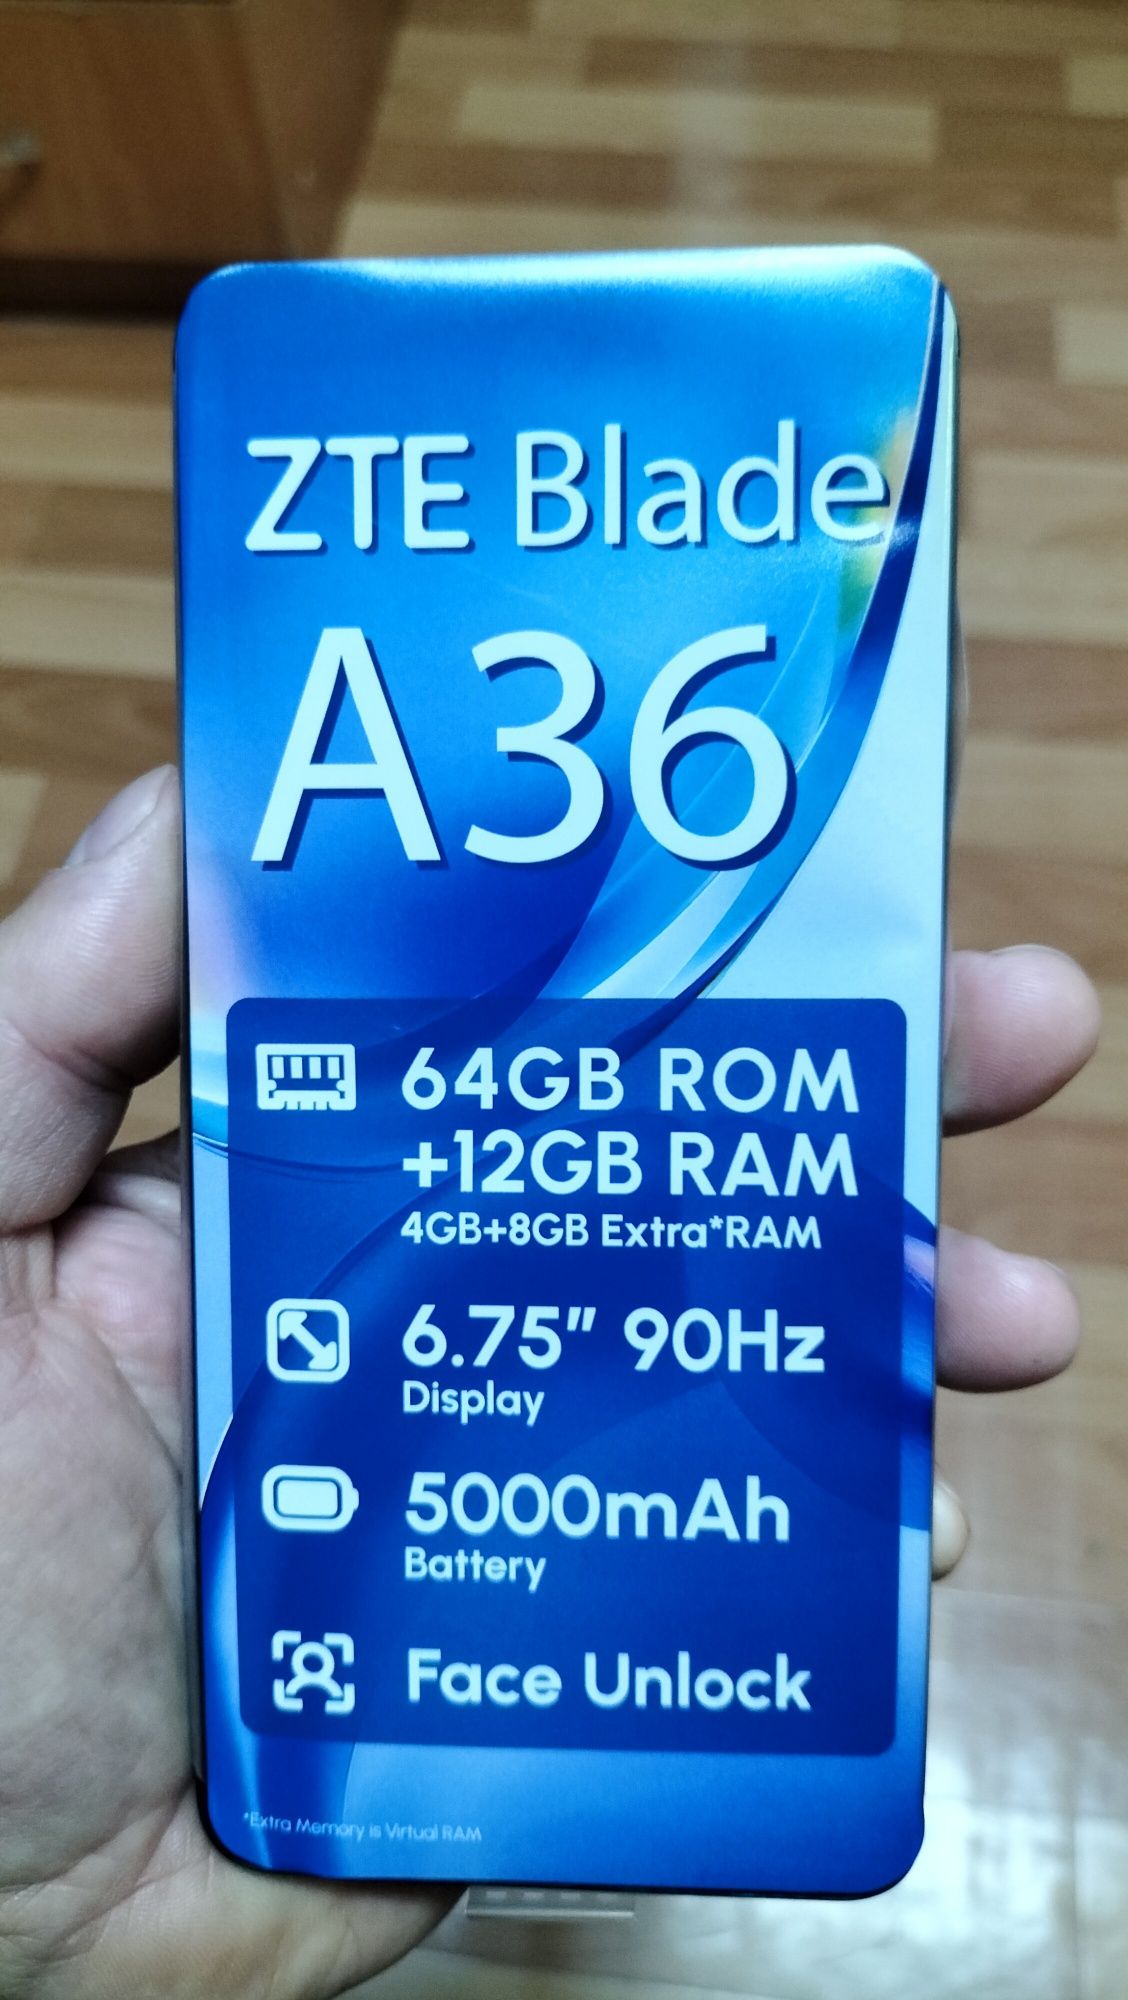 ZTE Blade
A36
64GB ROM
+12GB RAM
4GB+8GB Extra*RAM
6.75" 90Hz
Display
5000mAh
Battery
Face Unlock
*Extra Memory is Virtual RAM